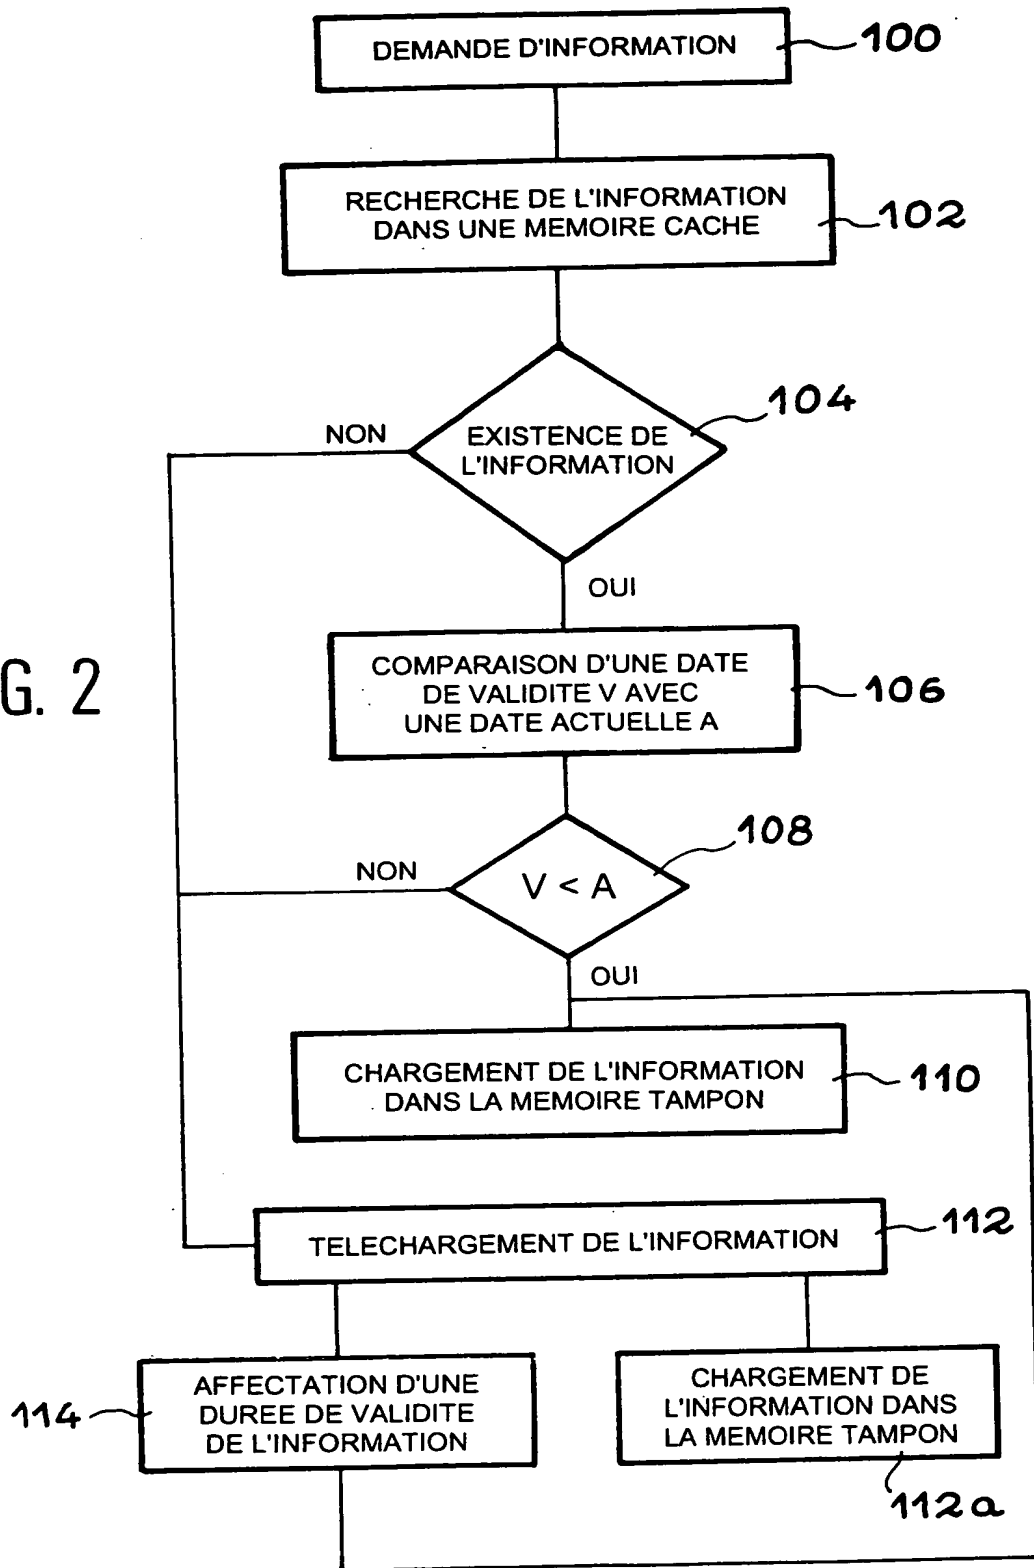 DEMANDE D'INFORMATION
100
RECHERCHE DE L'INFORMATION
DANS UNE MEMOIRE CACHE
102
EXISTENCE DE
L'INFORMATION
104
NON
OUI
G. 2
COMPARAISON D'UNE DATE
DE VALIDITE V AVEC
UNE DATE ACTUELLE A
106
V < A
108
NON
OUI
CHARGEMENT DE L'INFORMATION
DANS LA MEMOIRE TAMPON
110
TELECHARGEMENT DE L'INFORMATION
112
AFFECTATION D'UNE
DUREE DE VALIDITE
DE L'INFORMATION
114
CHARGEMENT DE
L'INFORMATION DANS
LA MEMOIRE TAMPON
112a